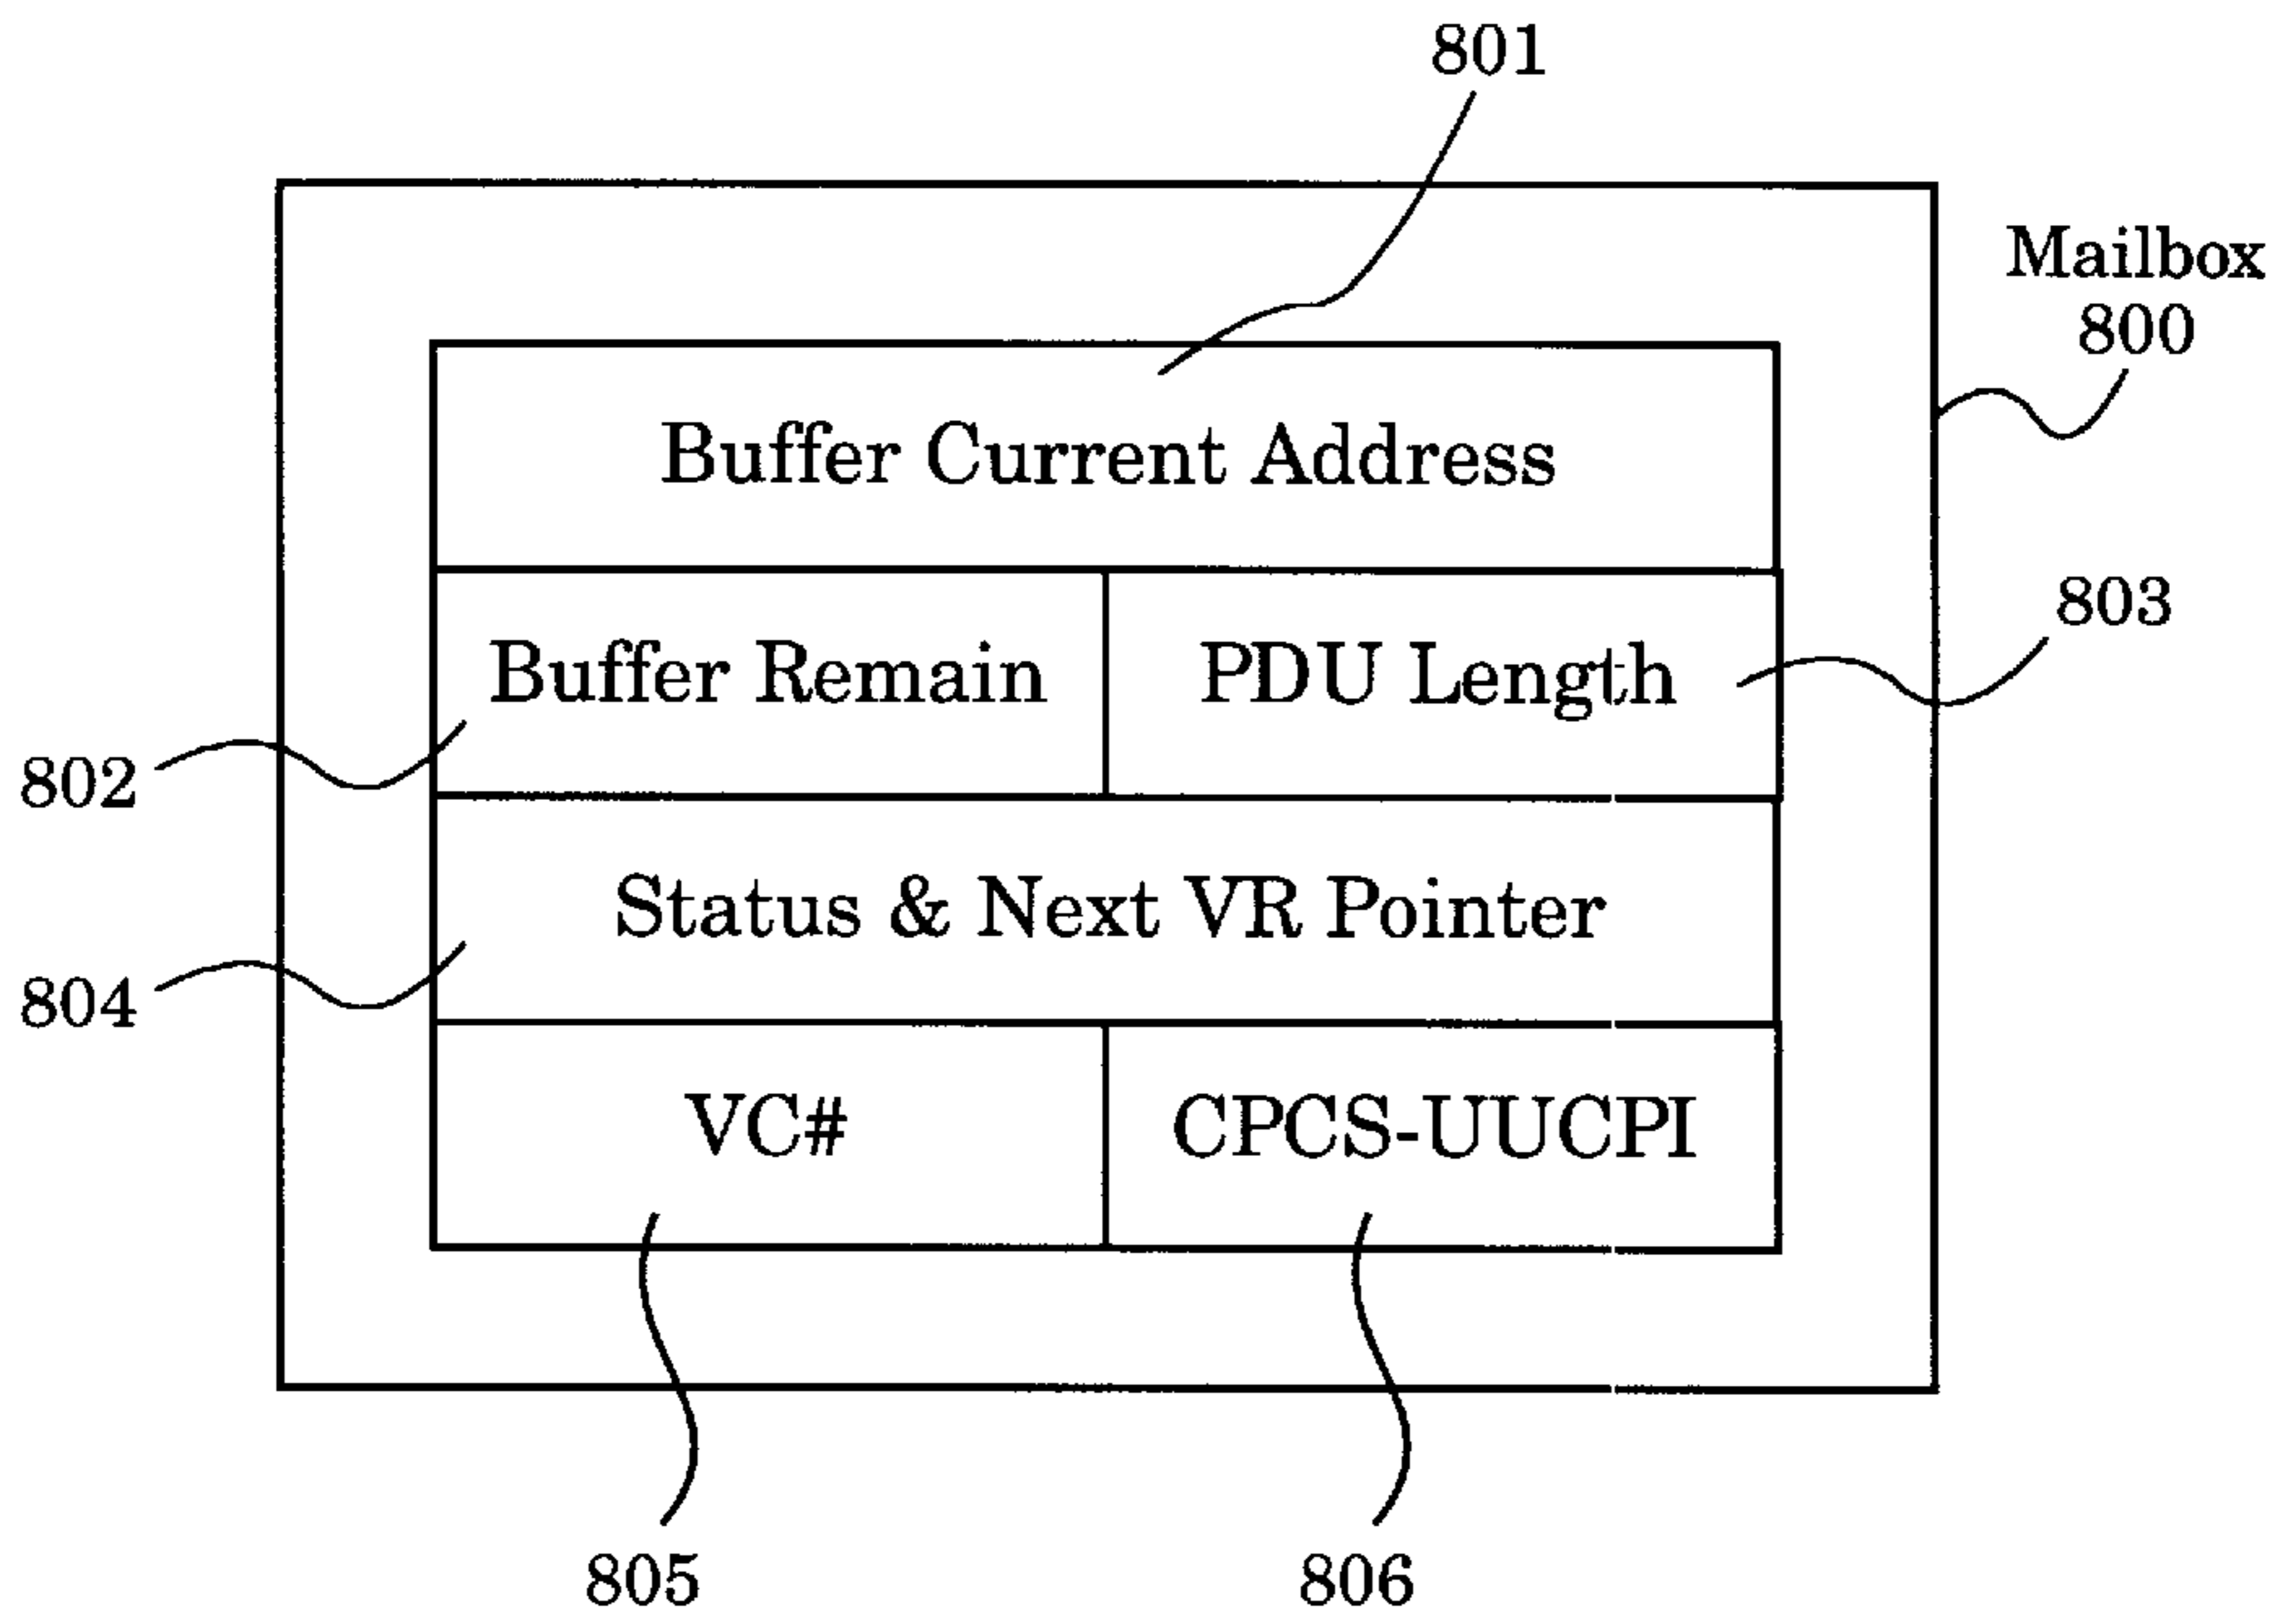 801
Mailbox
800
Buffer Current Address
803
Buffer Remain
PDU Length
802
Status & Next VR Pointer
804
VC#
CPCS-UUCPI
805
806